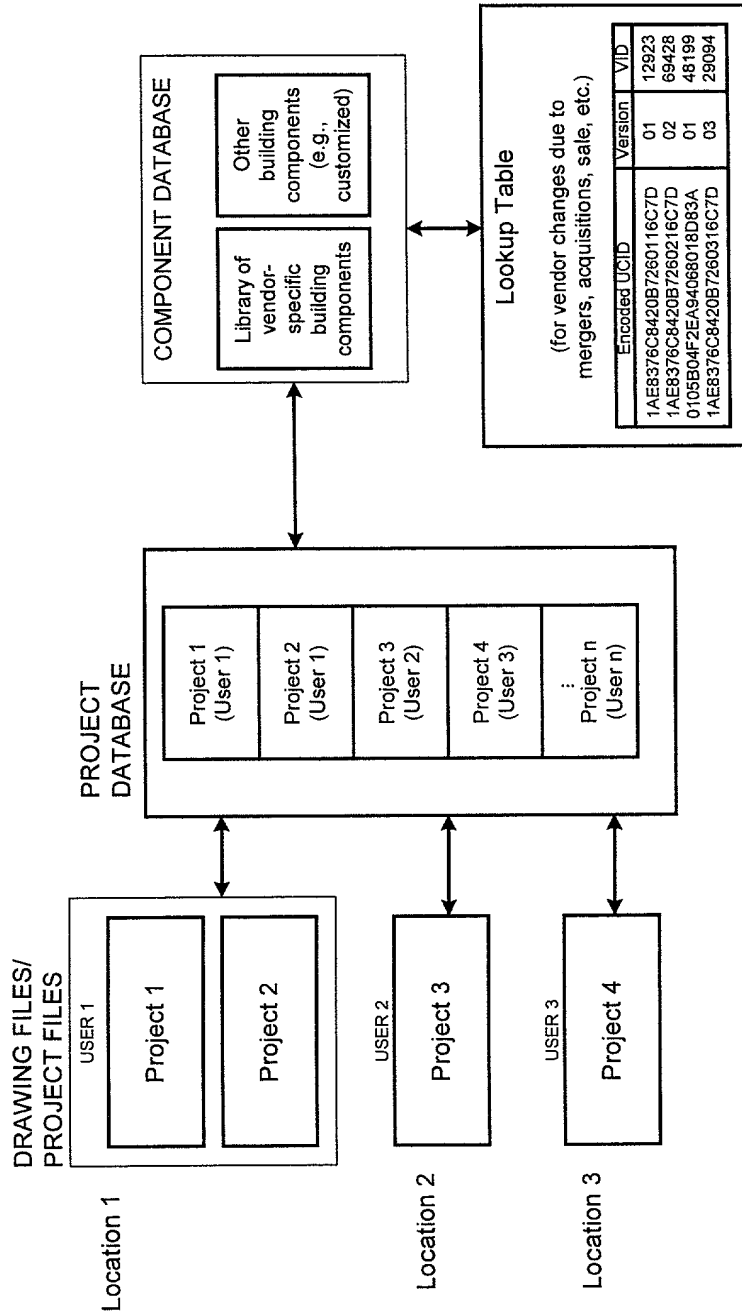 DRAWING FILES/
PROJECT FILES
Location 1
USER 1
Project 1
Project 2
Location 2
USER 2
Project 3
Location 3
USER 3
Project 4
PROJECT
DATABASE
Project 1
(User 1)
Project 2
(User 1)
Project 3
(User 2)
Project 4
(User 3)
⋮
Project n
(User n)
COMPONENT DATABASE
Library of
vendor-
specific
building
components
Other
building
components
(e.g.,
customized)
Lookup Table
(for vendor changes due to
mergers, acquisitions, sale, etc.)
Encoded UCID Version VID
1AE8376C8420B7260116C7D 01 12923
1AE8376C8420B7260216C7D 02 69428
0105B04F2EA94068018D83A 01 48199
1AE8376C8420B7260316C7D 03 29094